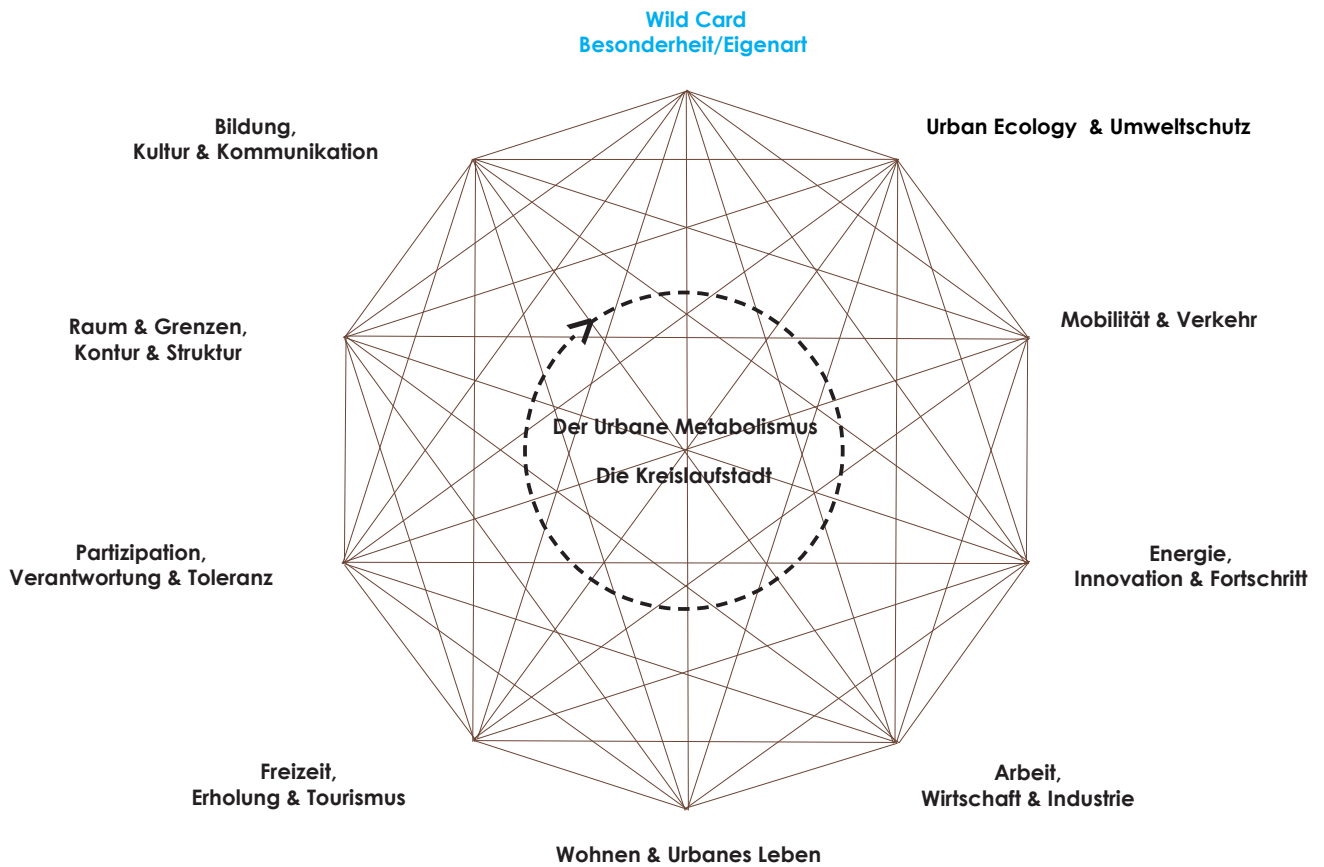 Wild Card
Besonderheit/Eigenart
Bildung,
Kultur & Kommunikation
Urban Ecology & Umweltschutz
Raum & Grenzen,
Kontur & Struktur
Mobilität & Verkehr
Der Urbane Metabolismus
Die Kreislaufstadt
Partizipation,
Verantwortung & Toleranz
Energie,
Innovation & Fortschritt
Freizeit,
Erholung & Tourismus
Arbeit,
Wirtschaft & Industrie
Wohnen & Urbanes Leben